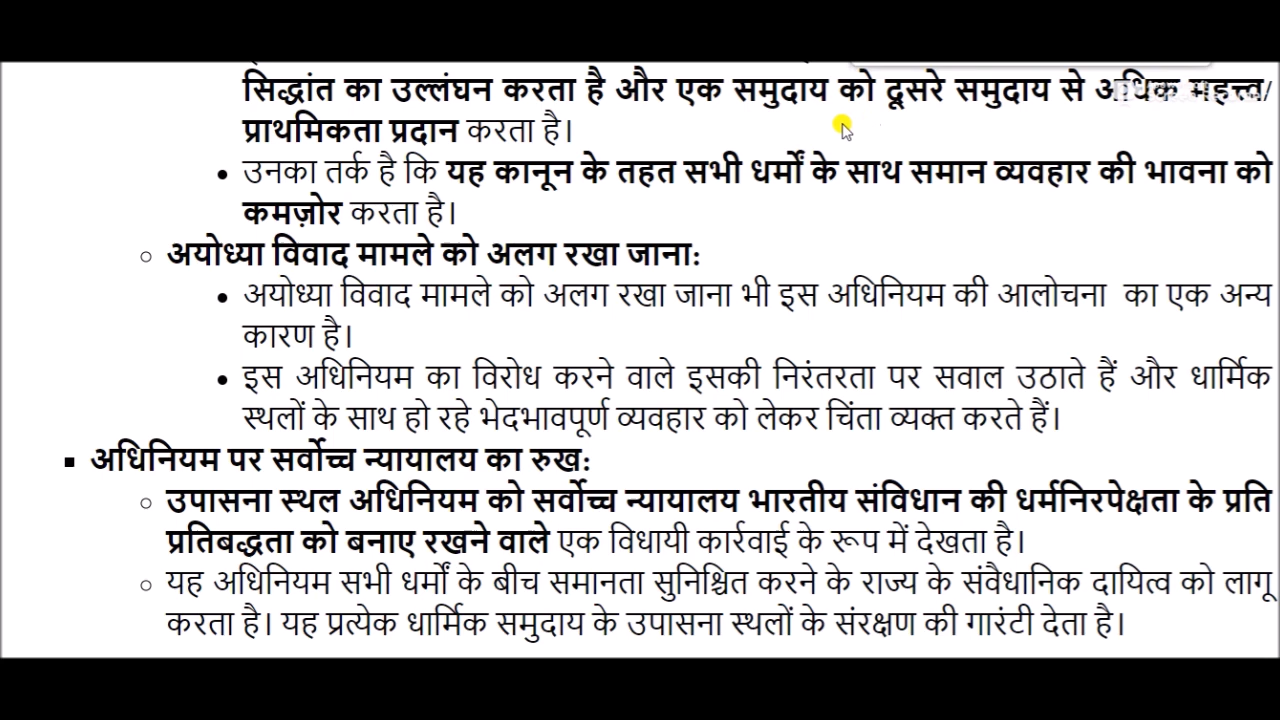 सिद्धांत का उल्लंघन करता है और एक समुदाय को दूसरे समुदाय से अधिक महत्त्व/
प्राथमिकता प्रदान करता है।
• उनका तर्क है कि यह कानून के तहत सभी धर्मों के साथ समान व्यवहार की भावना को
कमज़ोर करता है।
○ अयोध्या विवाद मामले को अलग रखा जाना:
• अयोध्या विवाद मामले को अलग रखा जाना भी इस अधिनियम की आलोचना का एक अन्य
कारण है।
• इस अधिनियम का विरोध करने वाले इसकी निरंतरता पर सवाल उठाते हैं और धार्मिक
स्थलों के साथ हो रहे भेदभावपूर्ण व्यवहार को लेकर चिंता व्यक्त करते हैं।
▪ अधिनियम पर सर्वोच्च न्यायालय का रुख:
○ उपासना स्थल अधिनियम को सर्वोच्च न्यायालय भारतीय संविधान की धर्मनिरपेक्षता के प्रति
प्रतिबद्धता को बनाए रखने वाले एक विधायी कार्रवाई के रूप में देखता है।
○ यह अधिनियम सभी धर्मों के बीच समानता सुनिश्चित करने के राज्य के संवैधानिक दायित्व को लागू
करता है। यह प्रत्येक धार्मिक समुदाय के उपासना स्थलों के संरक्षण की गारंटी देता है।